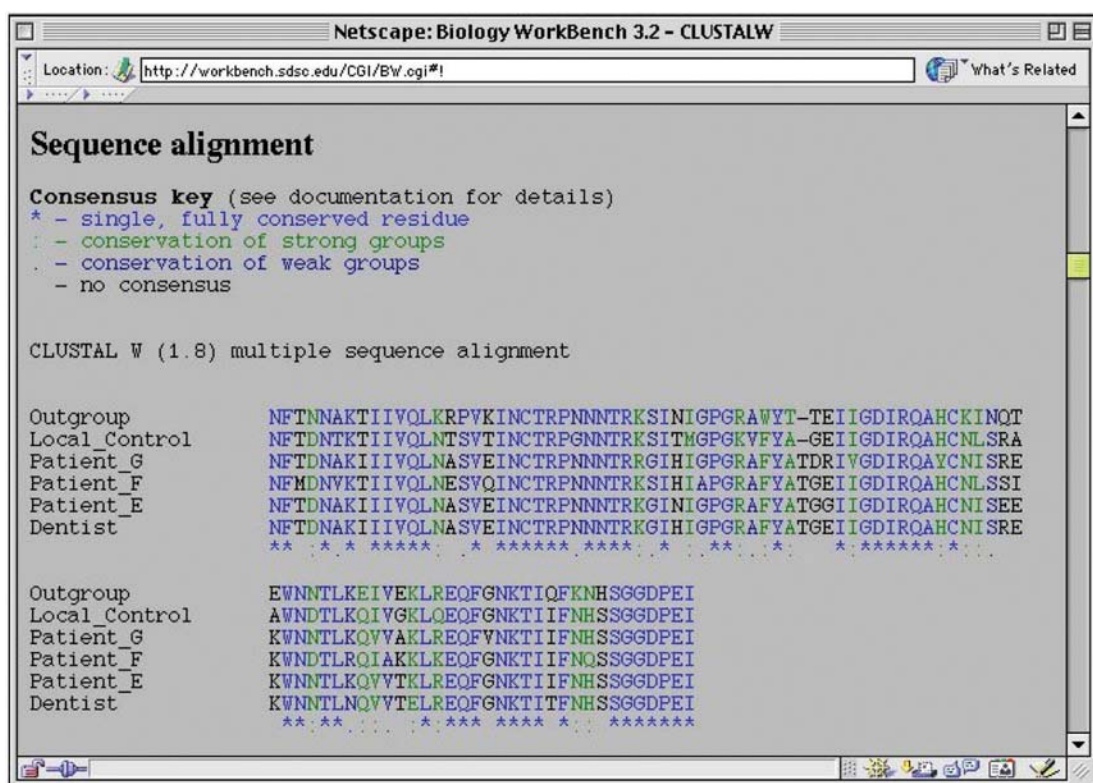 Netscape: Biology WorkBench 3.2 - CLUSTALW
Location: http://workbench.sdsc.edu/CGI/BW.cgi#! What's Related
Sequence alignment
Consensus key (see documentation for details)
* - single, fully conserved residue
: - conservation of strong groups
. - conservation of weak groups
- no consensus
CLUSTAL W (1.8) multiple sequence alignment
Outgroup NFTNNAKTIIVQLKRPVKINCTRPNNNTRKSINIGPGRAWYT-TEIIGDIRQAHCKINQT
Local_Control NFTDNTKTIIVQLNTSVTINCTRPGNNTRKSITMGPGKVFYA-GEIIGDIRQAHCNLSRA
Patient_G NFTDNAKIIIVQLNASVEINCTRPNNNTRRGIHIGPGRAFYATDRIVGDIRQAYCNISRE
Patient_F NFMDNVKTIIVQLNESVQINCTRPNNNTRKSIHIAPGRAFYATGEIIGDIRQAHCNLSSI
Patient_E NFTDNAKIIIVQLNASVEINCTRPNNNTRKGINIGPGRAFYATGGIIGDIRQAHCNISEE
Dentist NFTDNAKIIIVQLNASVEINCTRPNNNTRKGIHIGPGRAFYATGEIIGDIRQAHCNISRE
** :*.* *****: .* ****** ****:.* :.**:.:*: *:******:*::.
Outgroup EWNNTLKEIVEKLREQFGNKTIQFKNHSGGDPEI
Local_Control AWNDTLKQIVGKLQEQFGNKTIIFNHSSGGDPEI
Patient_G KWNNTLKQVVAKLREQFVNKTIIFNHSSGGDPEI
Patient_F KWNDTLRQIAKKLKEQFGNKTIIFNQSSGGDPEI
Patient_E KWNNTLKQVVTKLREQFGNKTIIFNHSSGGDPEI
Dentist KWNNTLNQVVTELREQFGNKTITFNHSSGGDPEI
**:**.::. :*:*** **** *:: *******